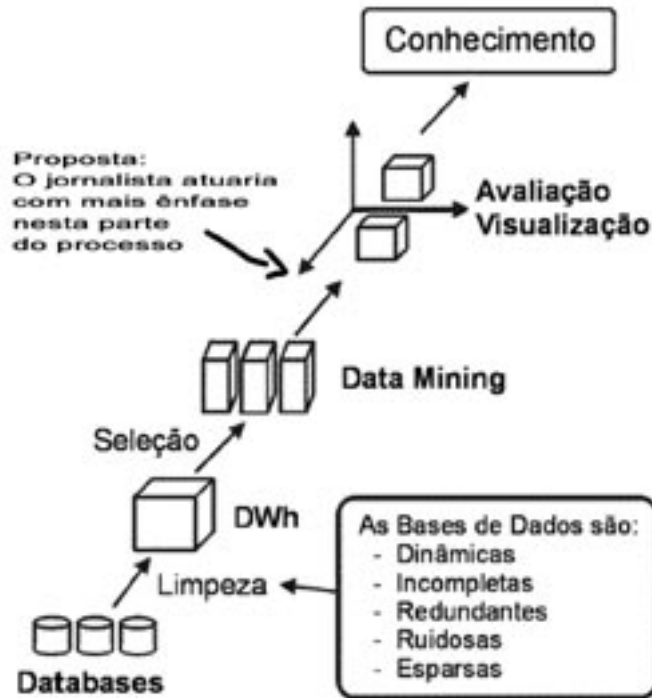 Conhecimento
Proposta:
O jornalista atuaria
com mais ênfase
nesta parte
do processo
Avaliação
Visualização
Data Mining
Seleção
DWh
As Bases de Dados são:
- Dinâmicas
- Incompletas
- Redundantes
- Ruidosas
- Esparsas
Limpeza
Databases